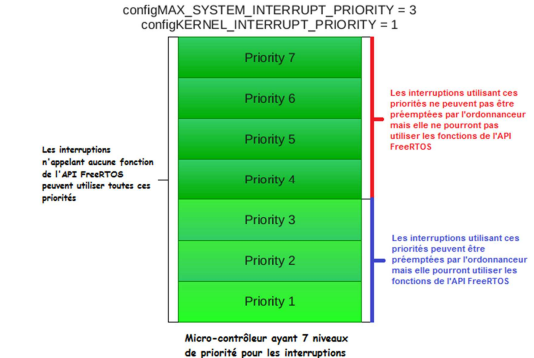 configMAX_SYSTEM_INTERRUPT_PRIORITY = 3
configKERNEL_INTERRUPT_PRIORITY = 1
Priority 7
Priority 6
Priority 5
Priority 4
Priority 3
Priority 2
Priority 1
Les interruptions
n'appelant aucune fonction
de l'API FreeRTOS
peuvent utiliser toutes ces
priorités
Les interruptions utilisant ces
priorités ne peuvent pas être
préemptées par l'ordonnanceur
mais elle ne pourront pas
utiliser les fonctions de l'API
FreeRTOS
Les interruptions utilisant ces
priorités peuvent être
préemptées par l'ordonnanceur
mais elle pourront utiliser les
fonctions de l'API FreeRTOS
Micro-contrôleur ayant 7 niveaux
de priorité pour les interruptions